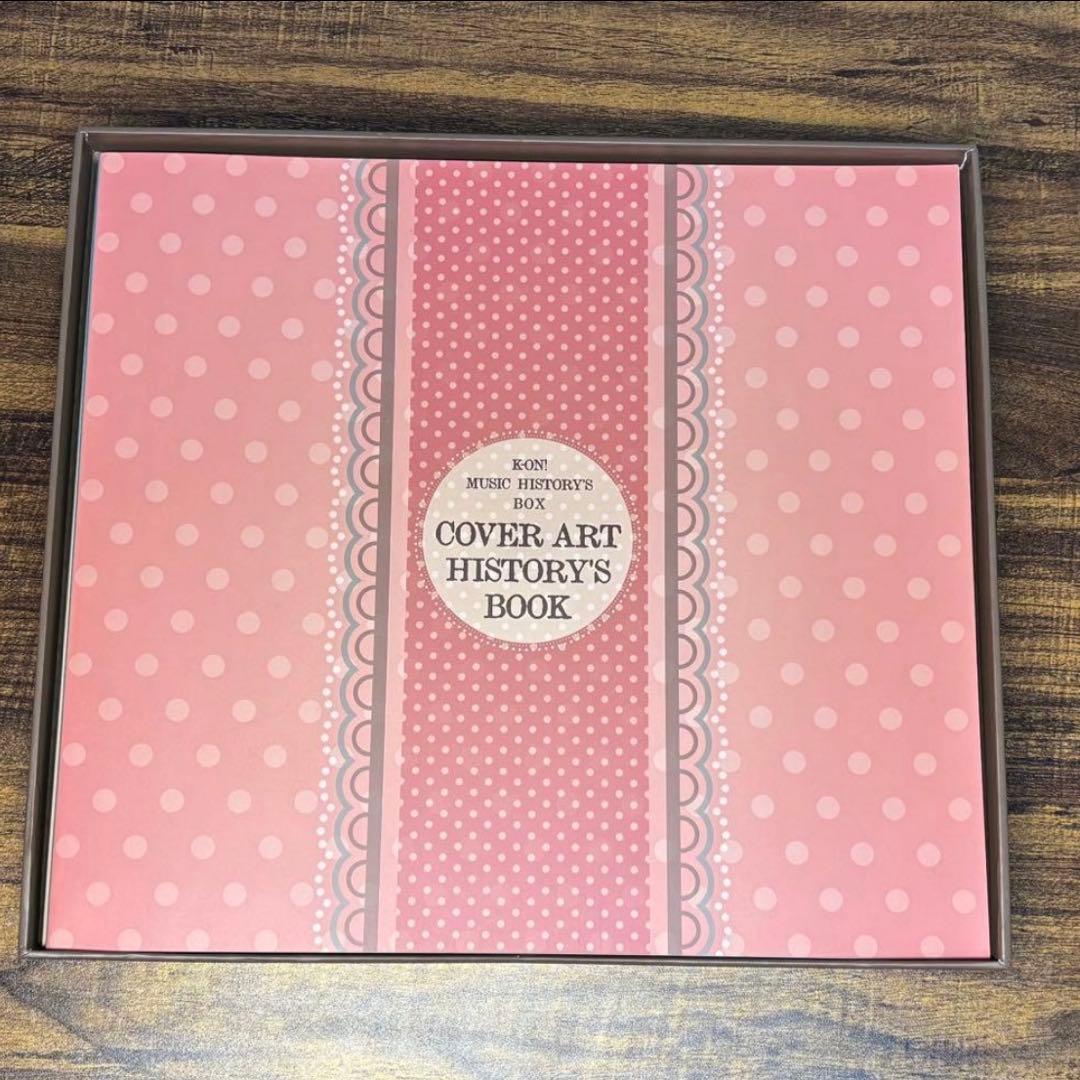 K-ON!
MUSIC HISTORY'S
BOX
COVER ART
HISTORY'S
BOOK